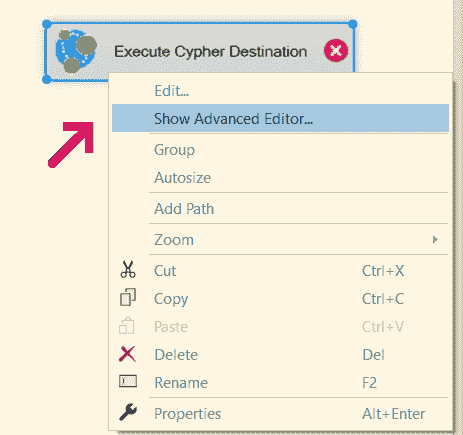 Execute Cypher Destination
Edit...
Show Advanced Editor...
Group
Autosize
Add Path
Zoom
Cut Ctrl+X
Copy Ctrl+C
Paste Ctrl+V
Delete Del
Rename F2
Properties Alt+Enter